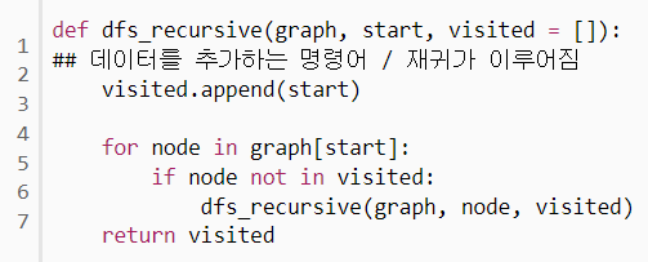 def dfs_recursive(graph, start, visited = []):
1
## 데이터를 추가하는 명령어 / 재귀가 이루어짐
2
visited.append(start)
3
4
for node in graph[start]:
5
if node not in visited:
6
dfs_recursive(graph, node, visited)
7
return visited